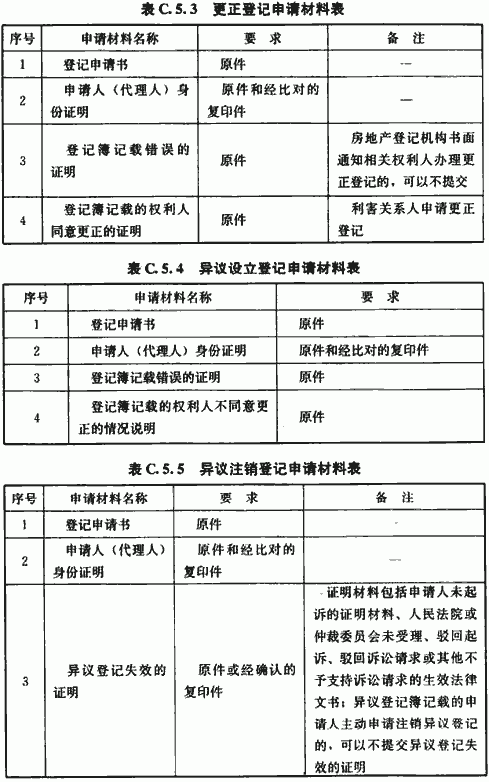 表 C.5.3 更正登记申请材料表
序号 申请材料名称 要 求 备 注
1 登记申请书 原件 —
2 申请人（代理人）身份证明 原件和经比对的复印件 —
3 登记簿记载错误的证明 原件 房地产登记机构书面通知相关权利人办理更正登记的，可以不提交
4 登记簿记载的权利人同意更正的证明 原件 利害关系人申请更正登记
表 C.5.4 异议设立登记申请材料表
序号 申请材料名称 要 求
1 登记申请书 原件
2 申请人（代理人）身份证明 原件和经比对的复印件
3 登记簿记载错误的证明 原件
4 登记簿记载的权利人不同意更正的情况说明 原件
表 C.5.5 异议注销登记申请材料表
序号 申请材料名称 要 求 备 注
1 登记申请书 原件 -
2 申请人（代理人）身份证明 原件和经比对的复印件 —
3 异议登记失效的证明 原件或经确认的复印件 证明材料包括申请人未起诉的证明材料、人民法院或仲裁委员会未受理、驳回起诉、驳回诉讼请求或其他不予支持诉讼请求的生效法律文书；异议登记簿记载的申请人主动申请注销异议登记的，可以不提交异议登记失效的证明